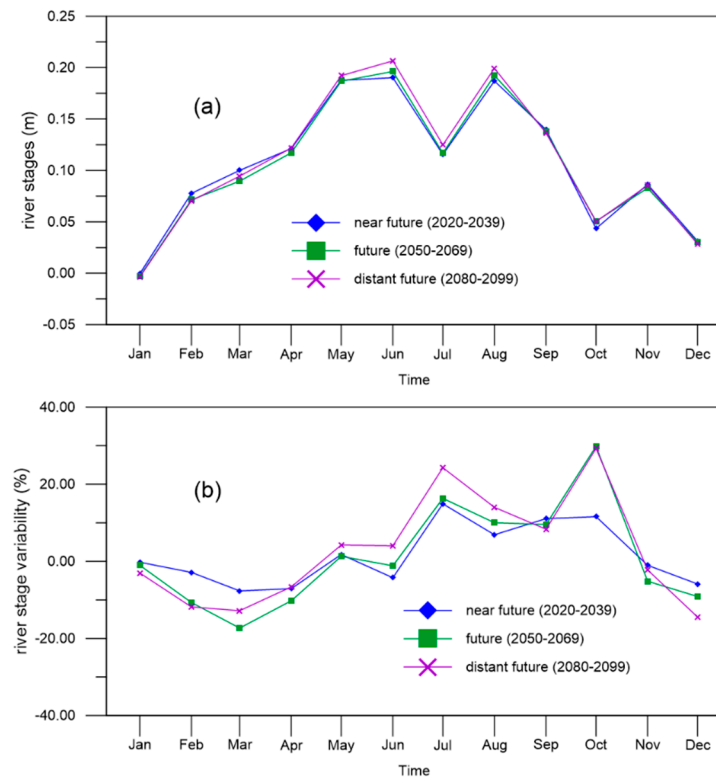 0.25
0.20
0.15
0.10
0.05
0.00
-0.05
river stages (m)
(a)
near future (2020-2039)
future (2050-2069)
distant future (2080-2099)
Jan Feb Mar Apr May Jun Jul Aug Sep Oct Nov Dec
Time
40.00
20.00
0.00
-20.00
-40.00
river stage variability (%)
(b)
near future (2020-2039)
future (2050-2069)
distant future (2080-2099)
Jan Feb Mar Apr May Jun Jul Aug Sep Oct Nov Dec
Time